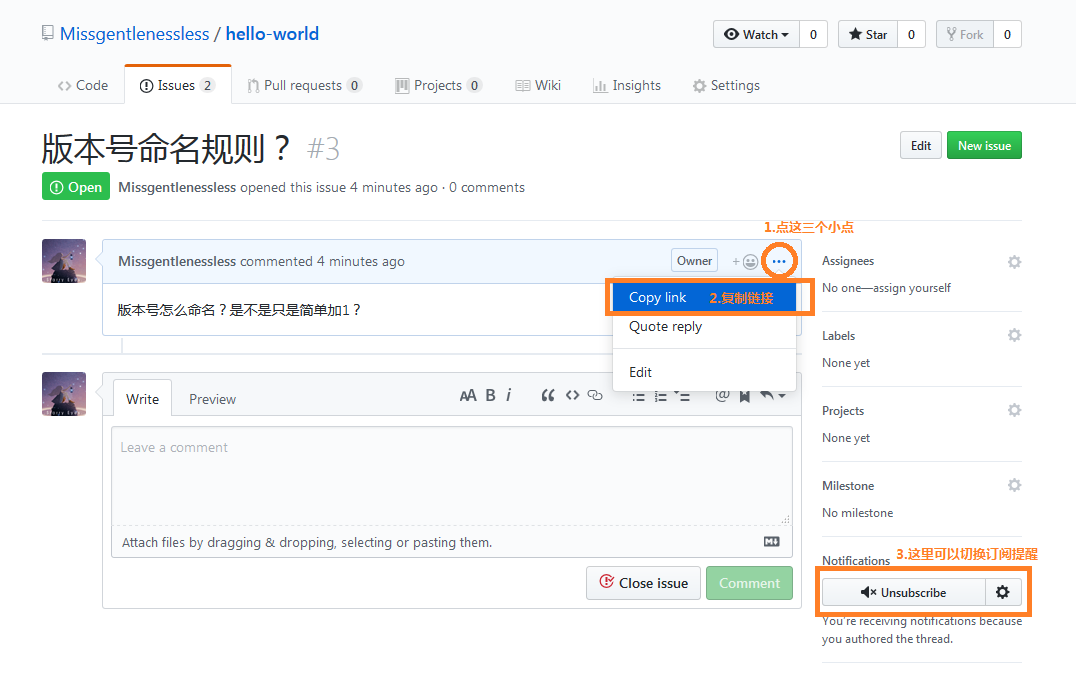 Missgentlenessless / hello-world
Watch 0 Star 0 Fork 0
Code Issues 2 Pull requests 0 Projects 0 Wiki Insights Settings
版本号命名规则？ #3
Edit New issue
Open Missgentlenessless opened this issue 4 minutes ago · 0 comments
1.点这三个小点
Missgentlenessless commented 4 minutes ago
Owner
版本号怎么命名？是不是只是简单加1？
Copy link 2.复制链接
Quote reply
Edit
Write Preview
AA B i
Leave a comment
Attach files by dragging & dropping, selecting or pasting them.
Close issue Comment
Assignees
No one—assign yourself
Labels
None yet
Projects
None yet
Milestone
No milestone
Notifications 3.这里可以切换订阅提醒
Unsubscribe
You're receiving notifications because
you authored the thread.